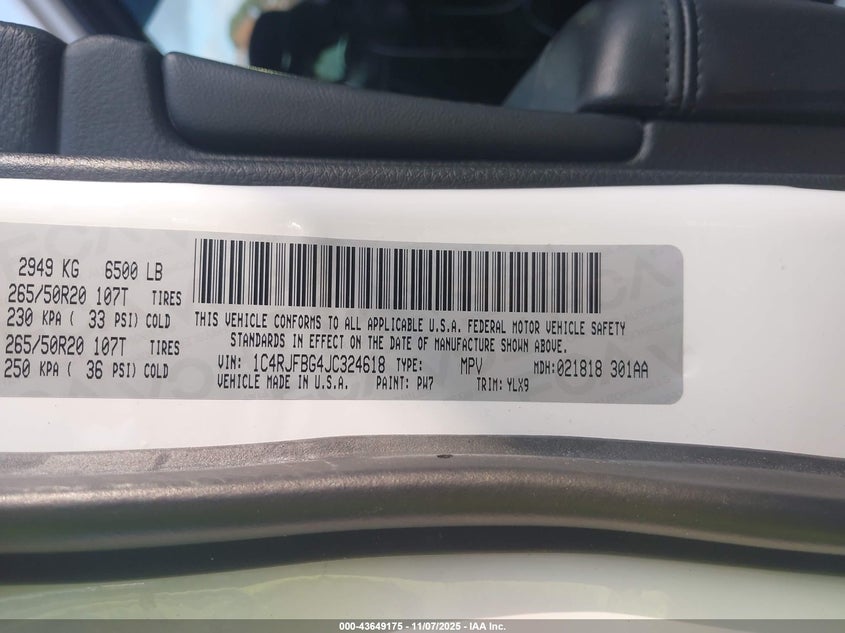 2949 KG 6500 LB
265/50R20 107T TIRES
230 KPA ( 33 PSI) COLD
265/50R20 107T TIRES
250 KPA ( 36 PSI) COLD
THIS VEHICLE CONFORMS TO ALL APPLICABLE U.S.A. FEDERAL MOTOR VEHICLE SAFETY
STANDARDS IN EFFECT ON THE DATE OF MANUFACTURE SHOWN ABOVE.
VIN: 1C4RJFBG4JC324618 TYPE: MPV MDH:021818 301AA
VEHICLE MADE IN U.S.A. PAINT: PW7 TRIM: YLX9
000-43649175 - 11/07/2025 - IAA Inc.